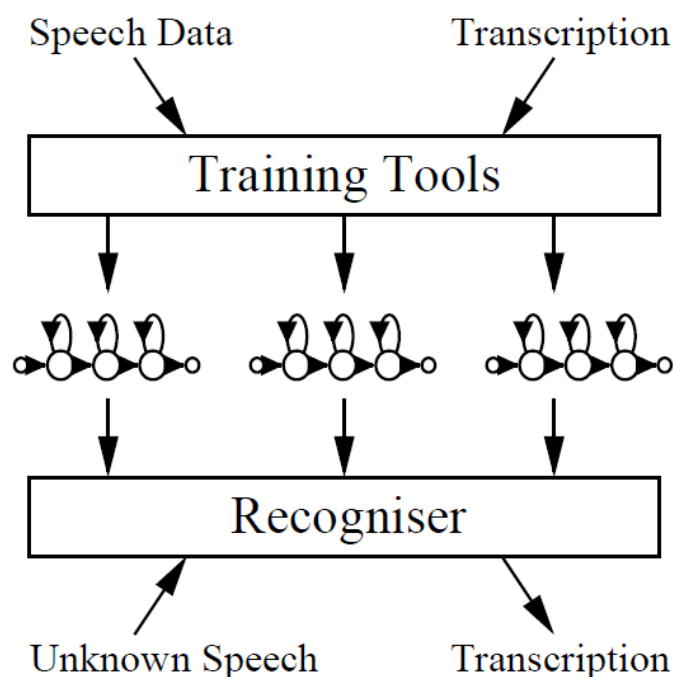 Speech Data
Transcription
Training Tools
Recogniser
Unknown Speech
Transcription